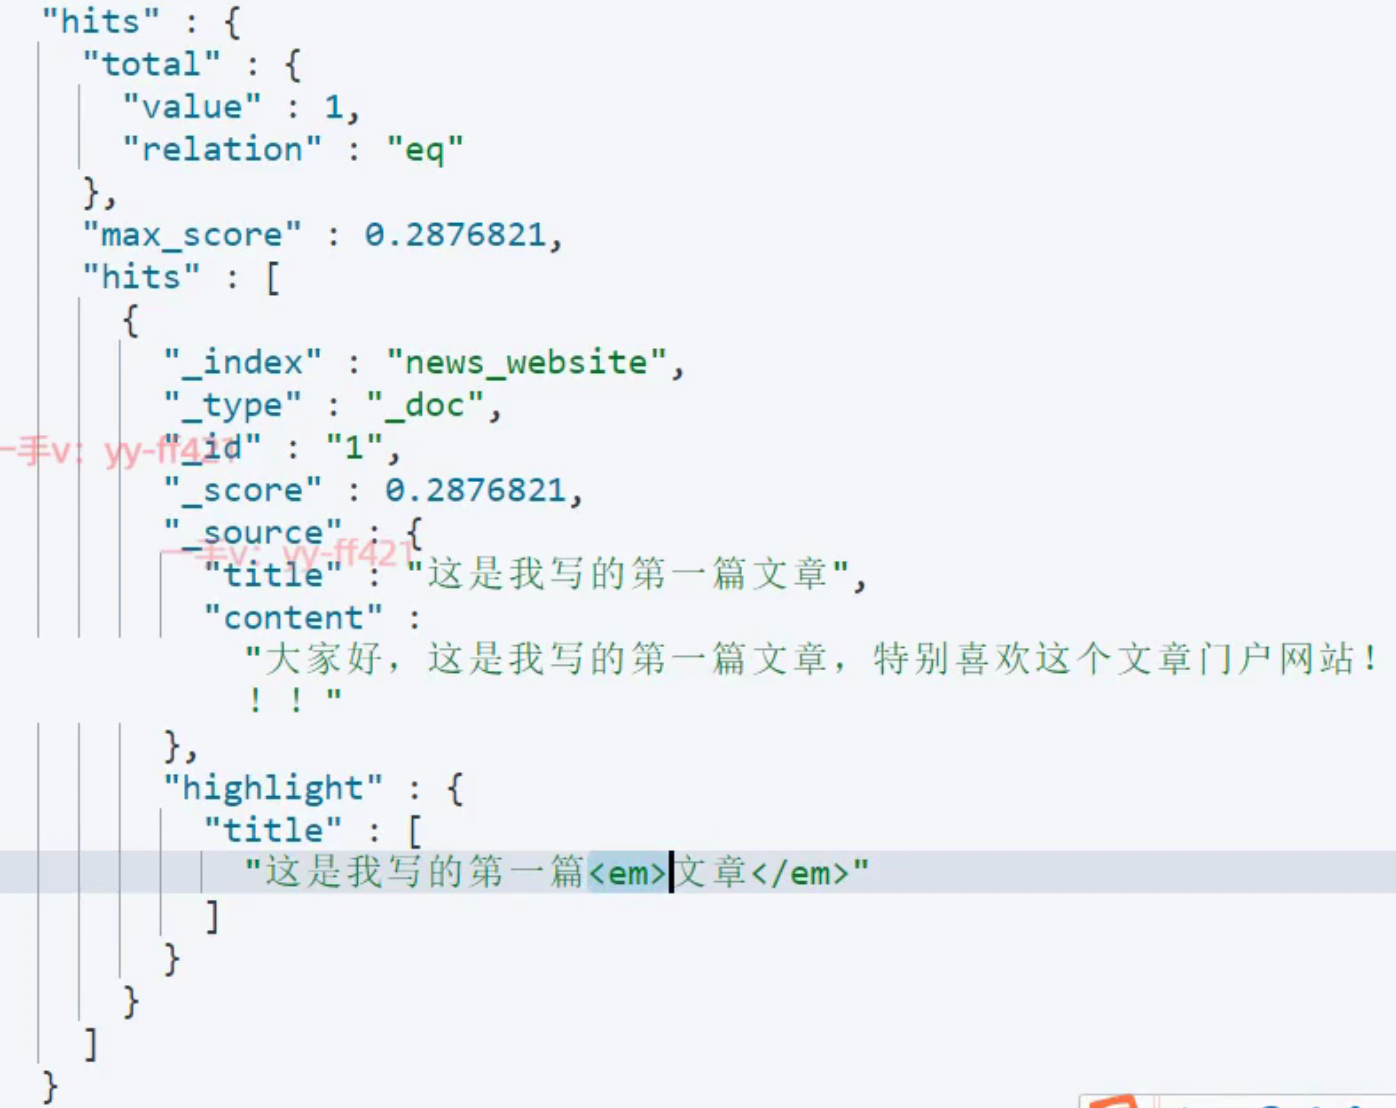 "hits" : {
"total" : {
"value" : 1,
"relation" : "eq"
},
"max_score" : 0.2876821,
"hits" : [
{
"_index" : "news_website",
"_type" : "_doc",
"_id" : "1",
一手v：yy-ff421
"_score" : 0.2876821,
"_source" : {
一手v：yy-ff421
"title" : "这是我写的第一篇文章",
"content" :
"大家好，这是我写的第一篇文章，特别喜欢这个文章门户网站！
！！"
},
"highlight" : {
"title" : [
"这是我写的第一篇<em>文章</em>"
]
}
}
]
}